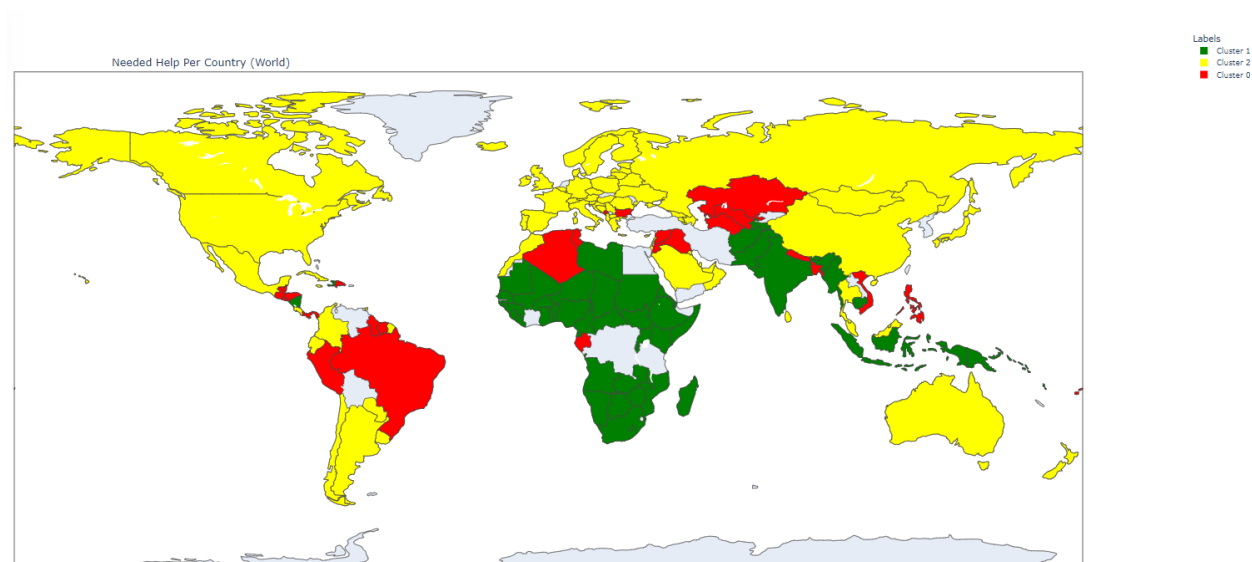 Needed Help Per Country (World)
Labels
Cluster 1
Cluster 2
Cluster 0